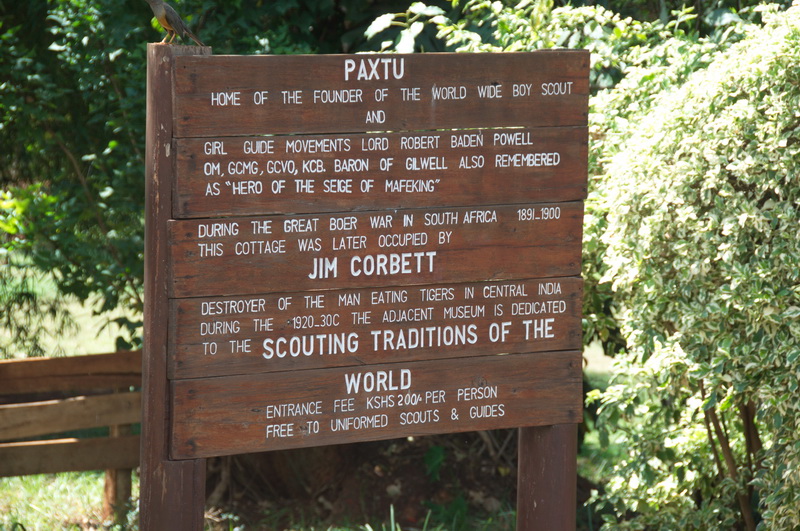 PAXTU
HOME OF THE FOUNDER OF THE WORLD WIDE BOY SCOUT
AND
GIRL GUIDE MOVEMENTS LORD ROBERT BADEN POWELL
OM, GCMG, GCVO, KCB. BARON OF GILWELL ALSO REMEMBERED
AS "HERO OF THE SEIGE OF MAFEKING"
DURING THE GREAT BOER WAR IN SOUTH AFRICA 1891_1900
THIS COTTAGE WAS LATER OCCUPIED BY
JIM CORBETT
DESTROYER OF THE MAN EATING TIGERS IN CENTRAL INDIA
DURING THE 1920_30C THE ADJACENT MUSEUM IS DEDICATED
TO THE SCOUTING TRADITIONS OF THE
WORLD
ENTRANCE FEE KSHS 200/- PER PERSON
FREE TO UNIFORMED SCOUTS & GUIDES